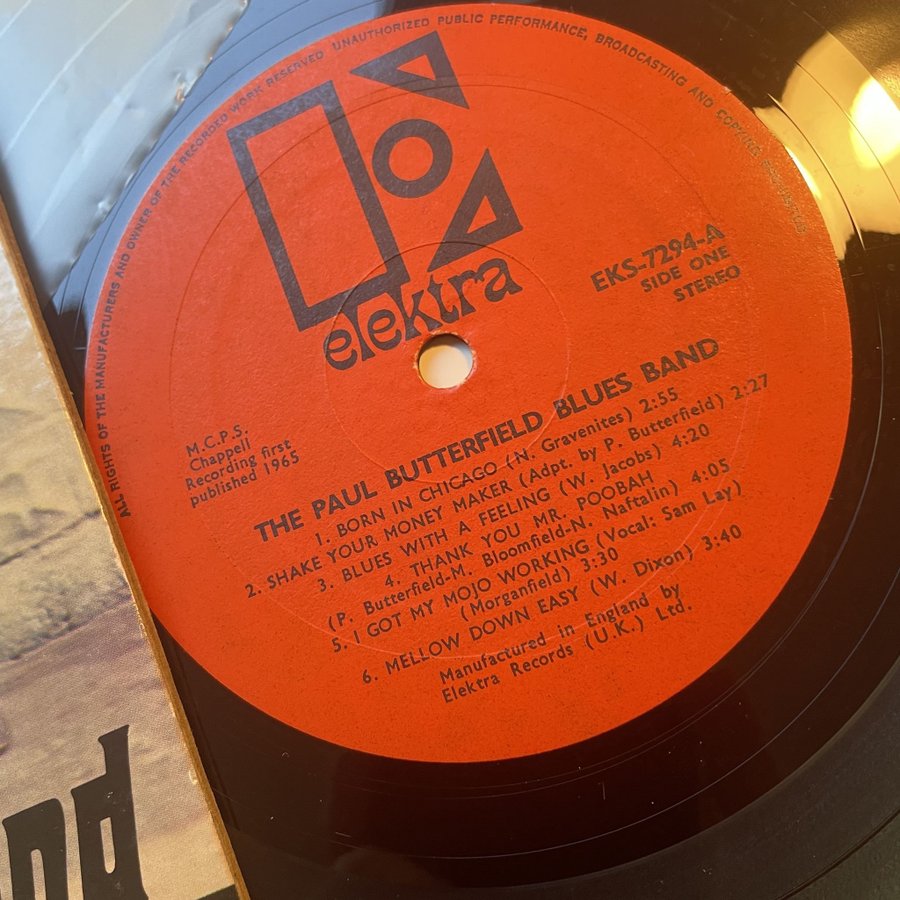 ALL RIGHTS OF THE MANUFACTURERS AND OWNER OF THE RECORDED WORK RESERVED UNAUTHORIZED PUBLIC PERFORMANCE, BROADCASTING AND COPYING PROHIBITED
elektra
EKS-7294-A
SIDE ONE
STEREO
M.C.P.S.
Chappell
Recording first
published 1965
THE PAUL BUTTERFIELD BLUES BAND
1. BORN IN CHICAGO (N. Gravenites) 2:55
2. SHAKE YOUR MONEY MAKER (Adpt. by P. Butterfield) 2:27
3. BLUES WITH A FEELING (W. Jacobs) 4:20
4. THANK YOU MR. POOBAH
(P. Butterfield-M. Bloomfield-N. Naftalin) 4:05
5. I GOT MY MOJO WORKING (Vocal: Sam Lay)
(Morganfield) 3:30
6. MELLOW DOWN EASY (W. Dixon) 3:40
Manufactured in England by
Elektra Records (U.K.) Ltd.
nd